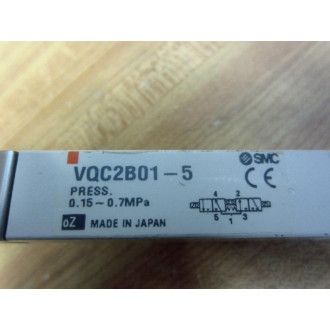 SMC
VQC2B01-5
CE
PRESS.
0.15~0.7MPa
4 2
5 1 3
oZ MADE IN JAPAN